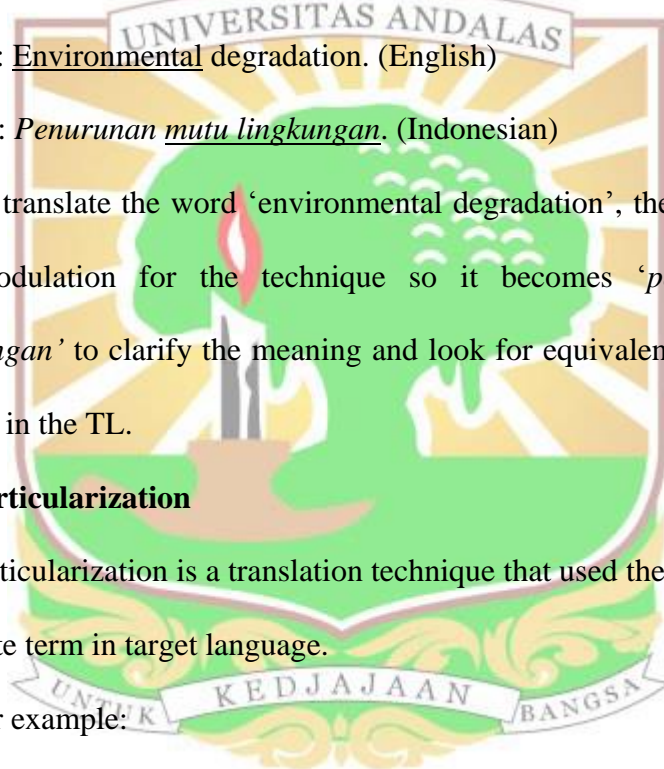 UNIVERSITAS ANDALAS
: Environmental degradation. (English)
: Penurunan mutu lingkungan. (Indonesian)
translate the word ‘environmental degradation’, the
odulation for the technique so it becomes ‘p
ngan’ to clarify the meaning and look for equivalen
in the TL.
rticularization
ticularization is a translation technique that used the
te term in target language.
r example:
UNTUK KEDJAJAAN BANGSA